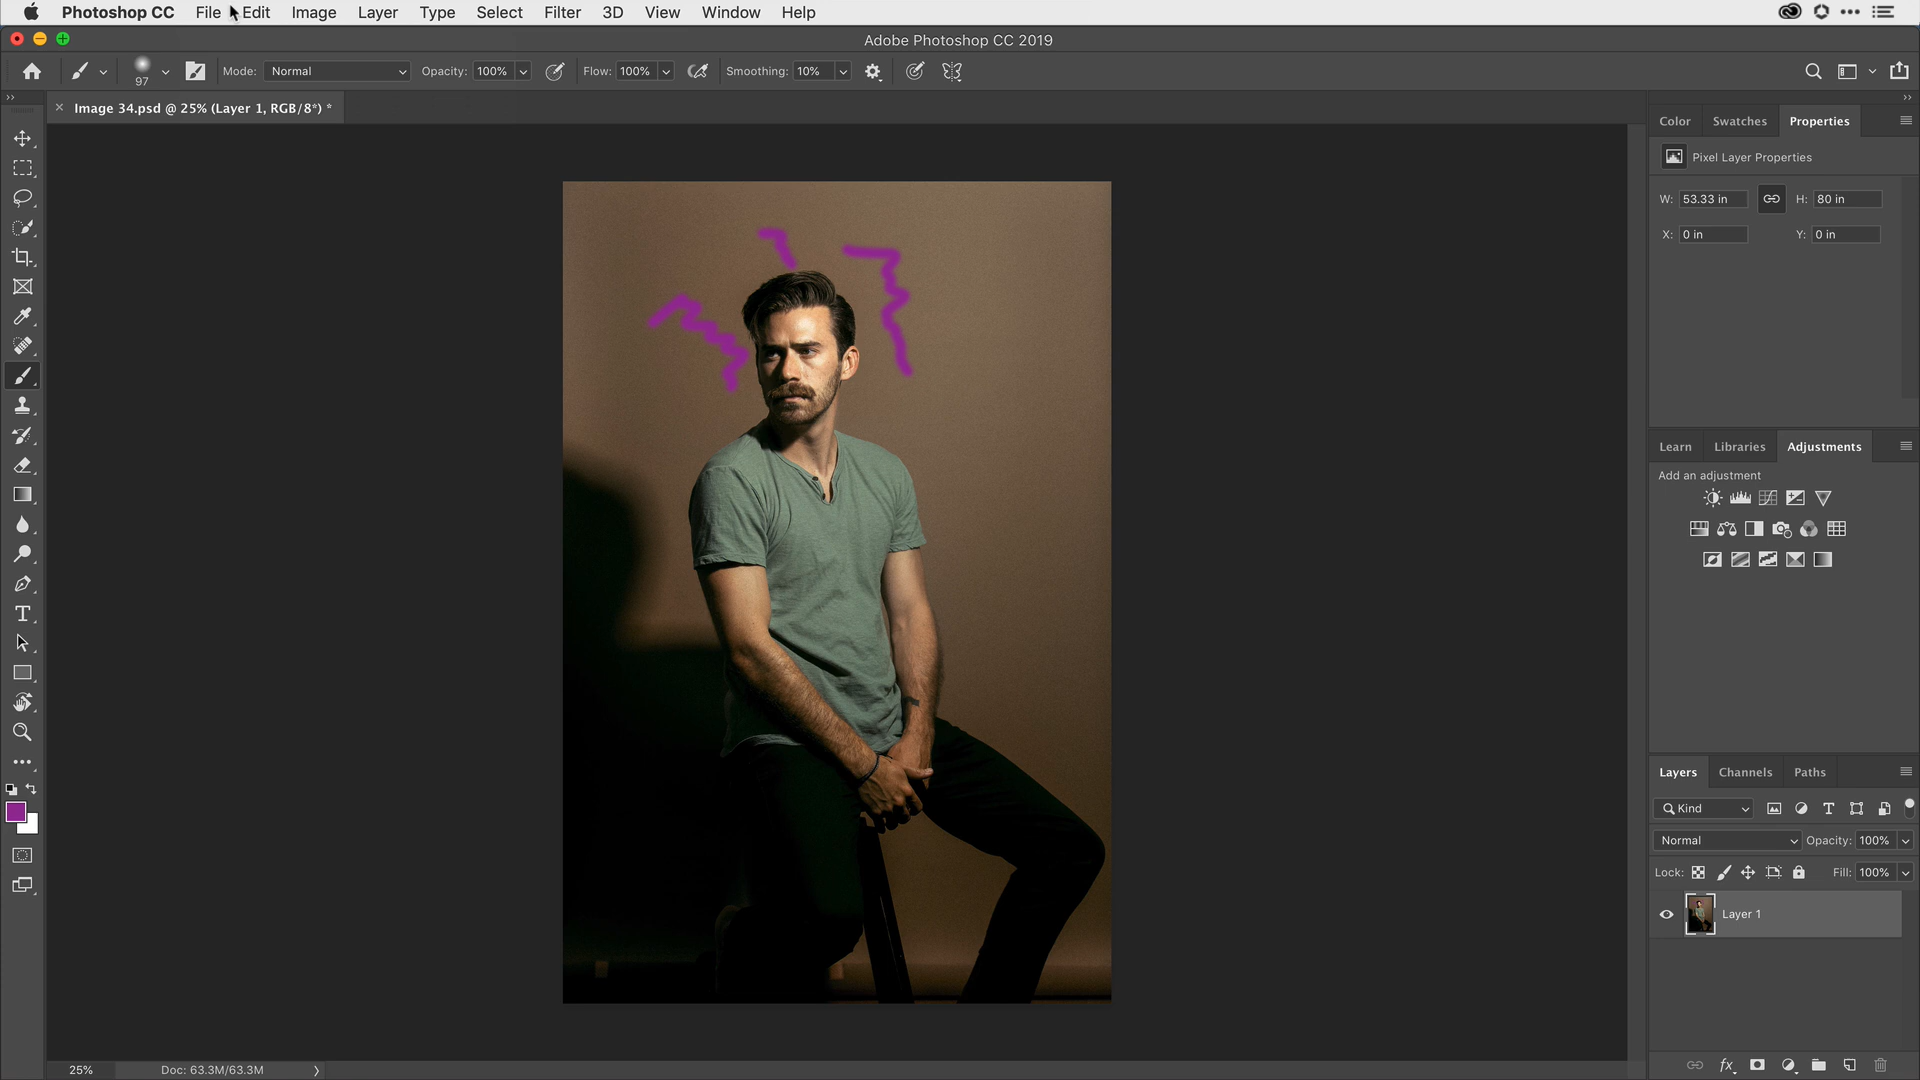 Photoshop CC File Edit Image Layer Type Select Filter 3D View Window Help
Adobe Photoshop CC 2019
97 Mode: Normal Opacity: 100% Flow: 100% Smoothing: 10%
Image 34.psd @ 25% (Layer 1, RGB/8*) *
Color Swatches Properties
Pixel Layer Properties
W: 53.33 in H: 80 in
X: 0 in Y: 0 in
Learn Libraries Adjustments
Add an adjustment
Layers Channels Paths
Kind
Normal Opacity: 100%
Lock: Fill: 100%
Layer 1
25% Doc: 63.3M/63.3M